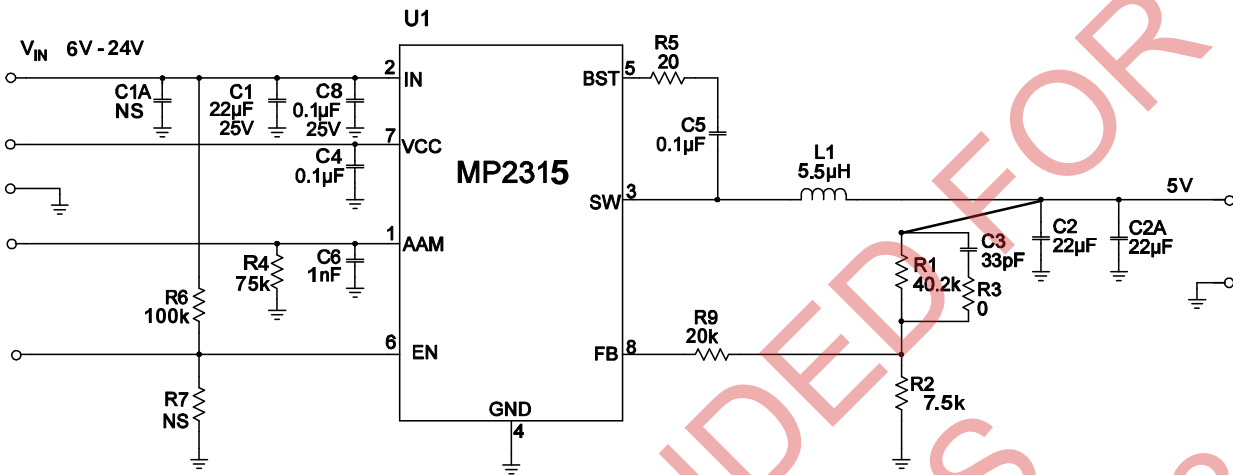 U1
V_IN 6V - 24V
2
IN
C1A
NS
C1
22µF
25V
C8
0.1µF
25V
7
VCC
C4
0.1µF
MP2315
1
AAM
R4
75k
C6
1nF
R6
100k
6
EN
R7
NS
GND
4
BST
5
R5
20
C5
0.1µF
SW
3
L1
5.5µH
5V
C2
22µF
C2A
22µF
C3
33pF
R1
40.2k
R3
0
FB
8
R9
20k
R2
7.5k
NDED FOR